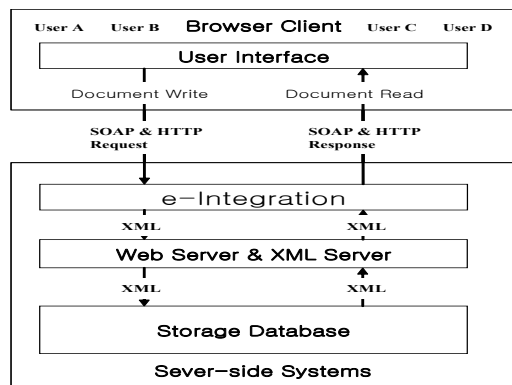 Browser Client
User A User B User C User D
User Interface
Document Write Document Read
SOAP & HTTP SOAP & HTTP
Request Response
e-Integration
XML XML
Web Server & XML Server
XML XML
Storage Database
Sever-side Systems